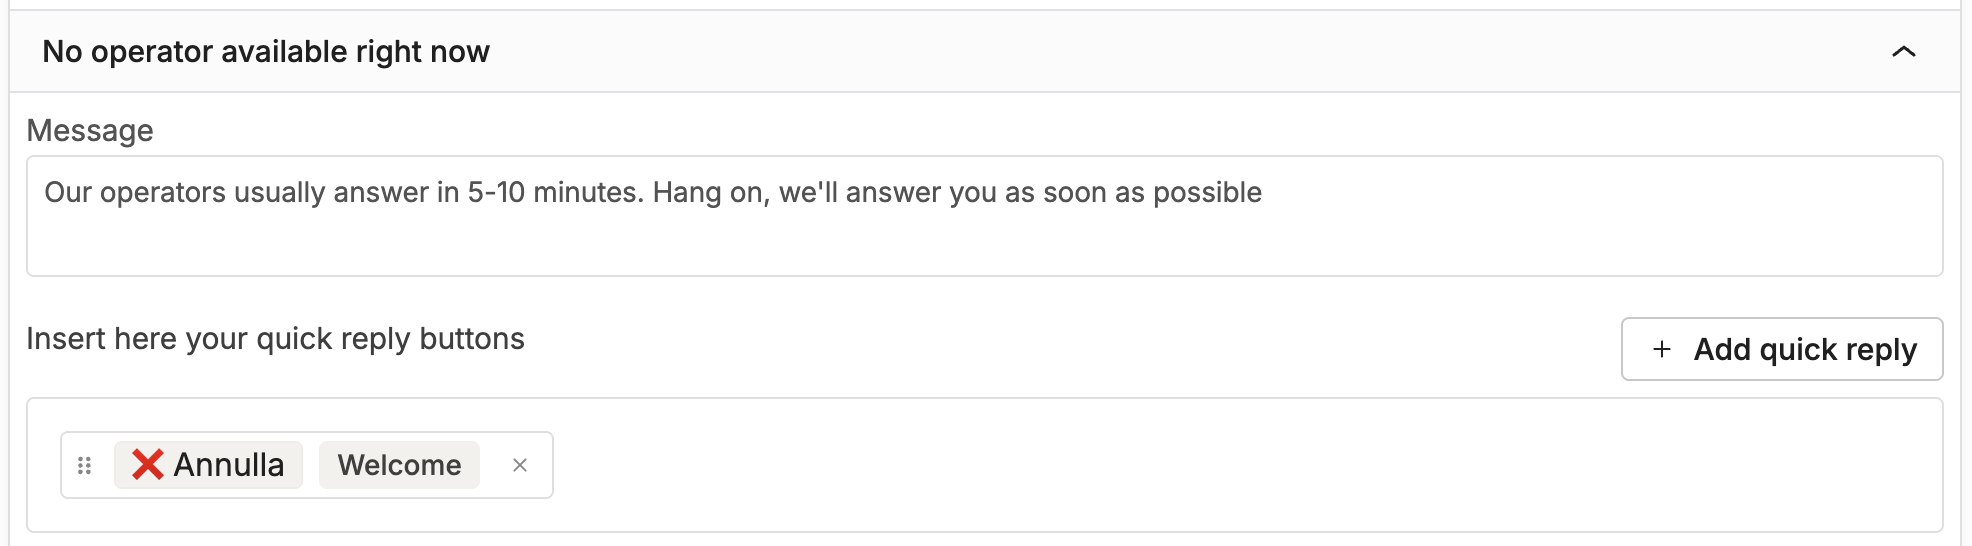 No operator available right now
Message
Our operators usually answer in 5-10 minutes. Hang on, we'll answer you as soon as possible
Insert here your quick reply buttons
+ Add quick reply
❌ Annulla Welcome ×